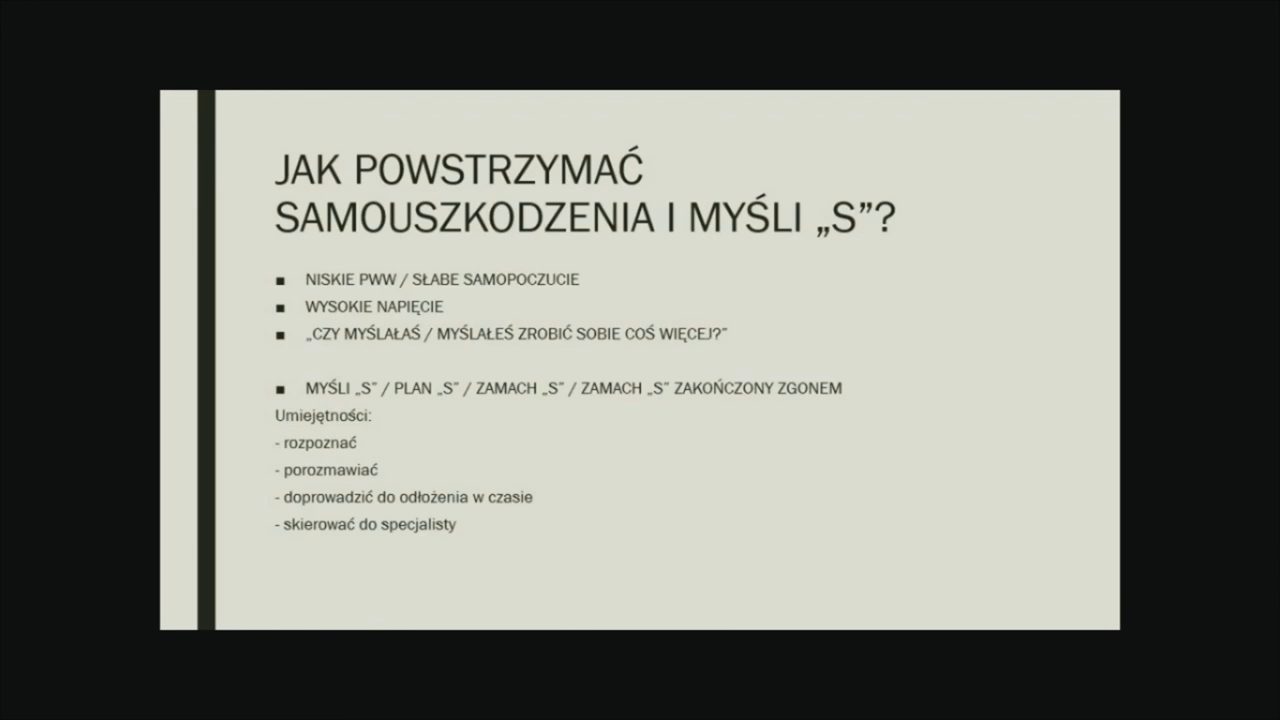 JAK POWSTRZYMAĆ
SAMOUSZKODZENIA I MYŚLI „S”?
■ NISKIE PWW / SŁABE SAMOPOCZUCIE
■ WYSOKIE NAPIĘCIE
■ „CZY MYŚLAŁAŚ / MYŚLAŁEŚ ZROBIĆ SOBIE COŚ WIĘCEJ?”
■ MYŚLI „S” / PLAN „S” / ZAMACH „S” / ZAMACH „S” ZAKOŃCZONY ZGONEM
Umiejętności:
- rozpoznać
- porozmawiać
- doprowadzić do odłożenia w czasie
- skierować do specjalisty